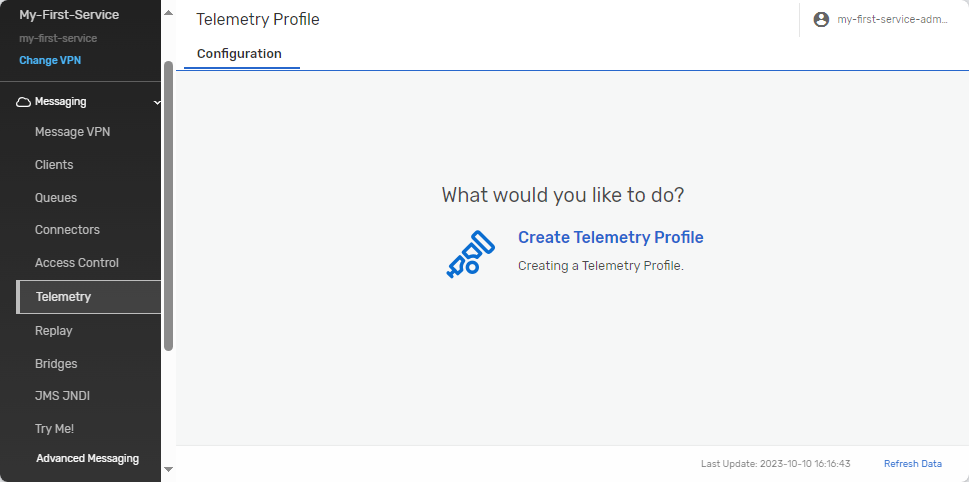 My-First-Service
my-first-service
Change VPN
Messaging
Message VPN
Clients
Queues
Connectors
Access Control
Telemetry
Replay
Bridges
JMS JNDI
Try Me!
Advanced Messaging
Telemetry Profile
my-first-service-adm...
Configuration
What would you like to do?
Create Telemetry Profile
Creating a Telemetry Profile.
Last Update: 2023-10-10 16:16:43
Refresh Data